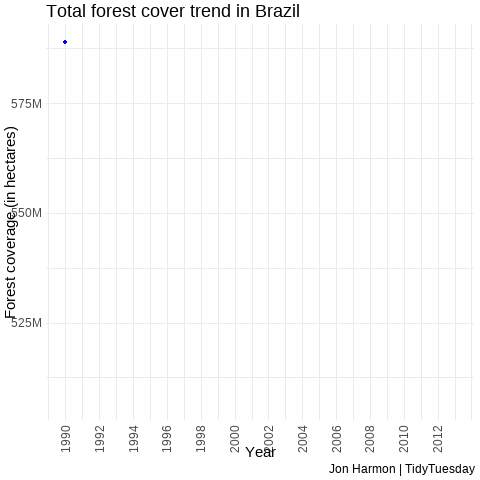 Total forest cover trend in Brazil
Forest coverage (in hectares)
575M
550M
525M
1990 1992 1994 1996 1998 2000 2002 2004 2006 2008 2010 2012
Year
Jon Harmon | TidyTuesday